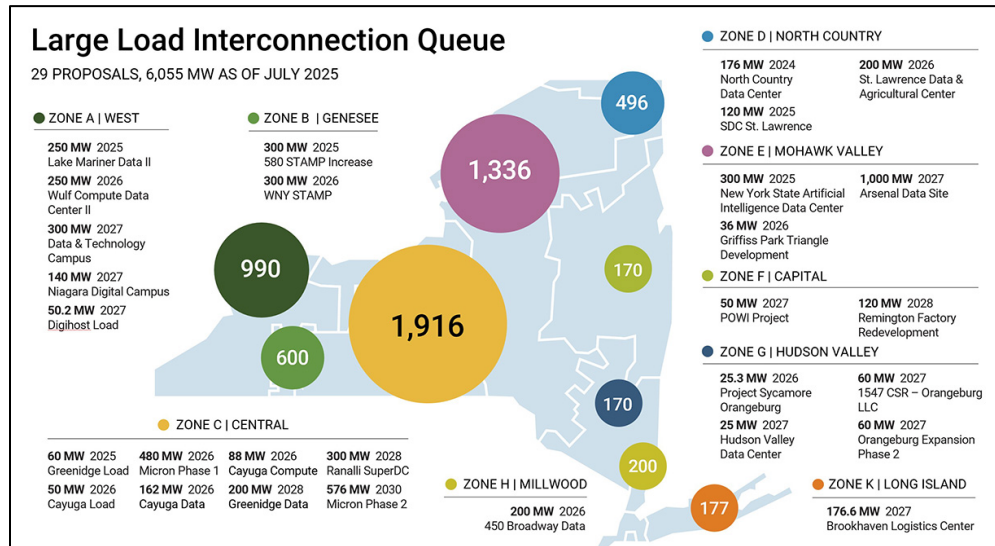 Large Load Interconnection Queue
29 PROPOSALS, 6,055 MW AS OF JULY 2025
ZONE A | WEST
250 MW 2025
Lake Mariner Data II
250 MW 2026
Wulf Compute Data
Center II
300 MW 2027
Data & Technology
Campus
140 MW 2027
Niagara Digital Campus
50.2 MW 2027
Digihost Load
ZONE B | GENESEE
300 MW 2025
580 STAMP Increase
300 MW 2026
WNY STAMP
496
1,336
990
1,916
600
170
170
200
177
ZONE C | CENTRAL
60 MW 2025
Greenidge Load
50 MW 2026
Cayuga Load
480 MW 2026
Micron Phase 1
162 MW 2026
Cayuga Data
88 MW 2026
Cayuga Compute
200 MW 2028
Greenidge Data
300 MW 2028
Ranalli SuperDC
576 MW 2030
Micron Phase 2
ZONE D | NORTH COUNTRY
176 MW 2024
North Country
Data Center
120 MW 2025
SDC St. Lawrence
200 MW 2026
St. Lawrence Data &
Agricultural Center
ZONE E | MOHAWK VALLEY
300 MW 2025
New York State Artificial
Intelligence Data Center
36 MW 2026
Griffiss Park Triangle
Development
1,000 MW 2027
Arsenal Data Site
ZONE F | CAPITAL
50 MW 2027
POWI Project
120 MW 2028
Remington Factory
Redevelopment
ZONE G | HUDSON VALLEY
25.3 MW 2026
Project Sycamore
Orangeburg
25 MW 2027
Hudson Valley
Data Center
60 MW 2027
1547 CSR – Orangeburg
LLC
60 MW 2027
Orangeburg Expansion
Phase 2
ZONE H | MILLWOOD
200 MW 2026
450 Broadway Data
ZONE K | LONG ISLAND
176.6 MW 2027
Brookhaven Logistics Center